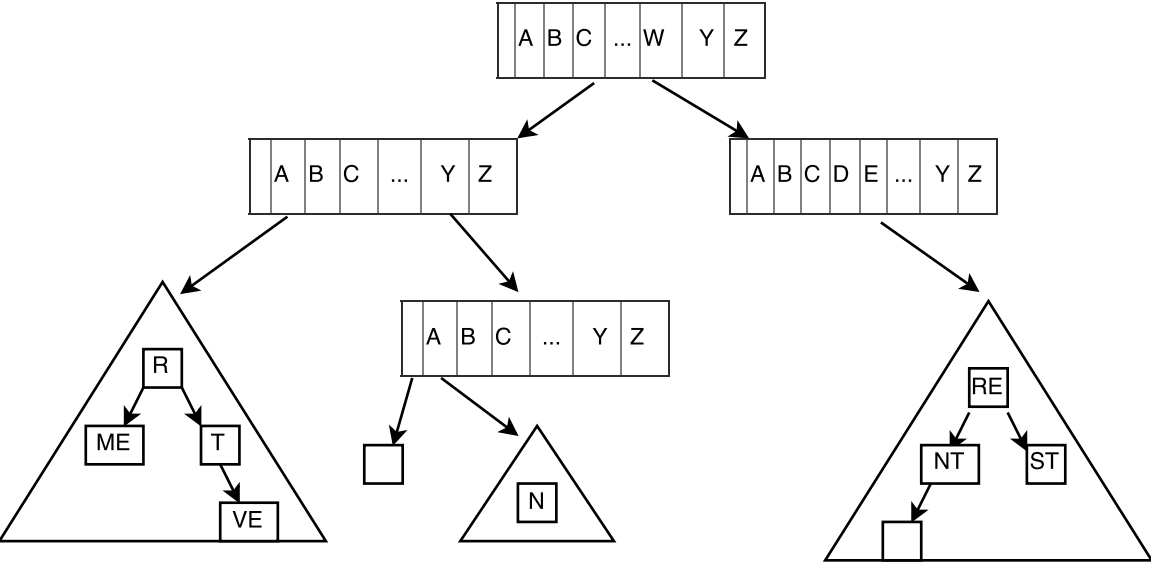 A B C ... W Y Z
A B C ... Y Z
A B C D E ... Y Z
A B C ... Y Z
R
ME
T
VE
N
RE
NT
ST